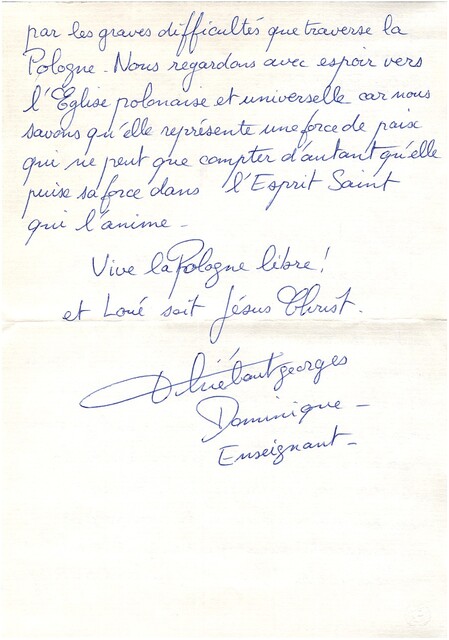 par les graves difficultés que traverse la
Pologne - Nous regardons avec espoir vers
l'Église polonaise et universelle car nous
savons qu'elle représente une force de paix
qui ne peut que compter d'autant qu'elle
puise sa force dans l'Esprit Saint
qui l'anime -
Vive la Pologne libre !
et Loué soit Jésus Christ.
Thiébautgeorges
Dominique -
Enseignant -